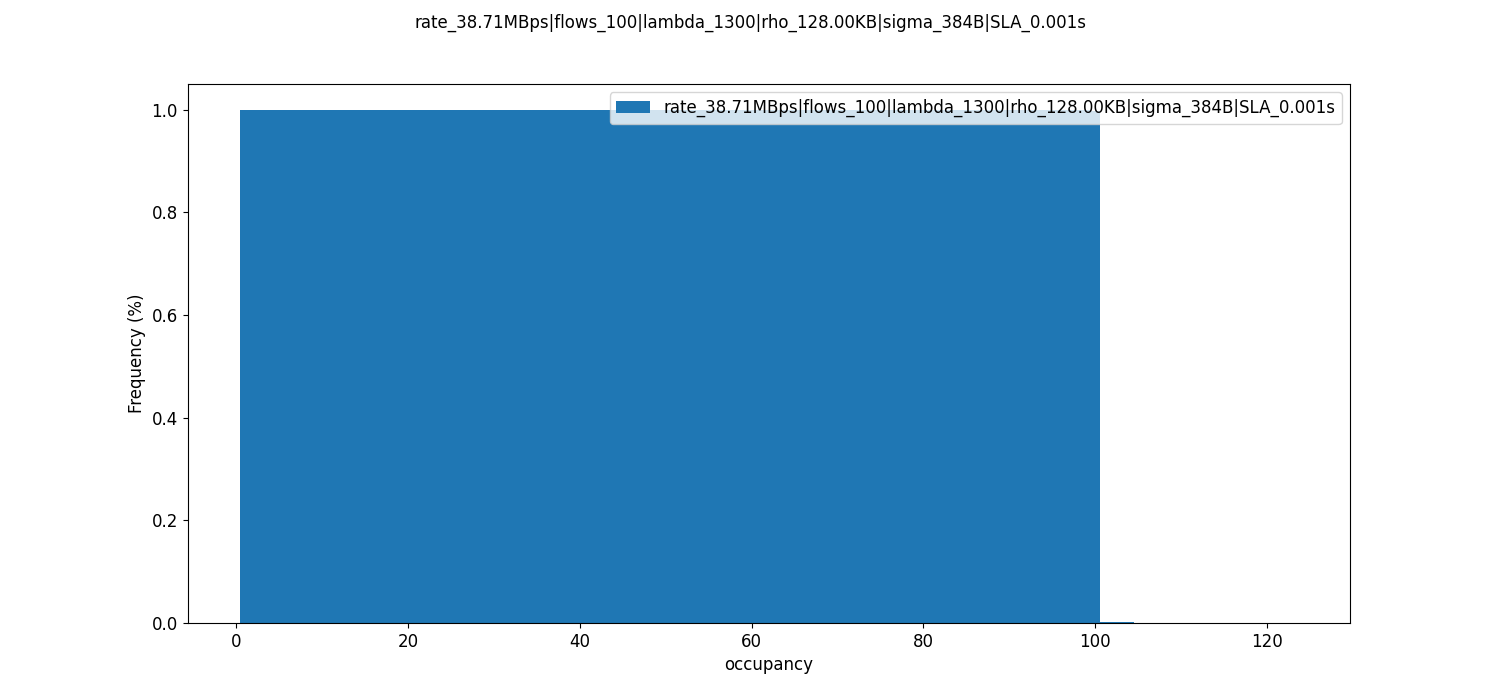 rate_38.71MBps|flows_100|lambda_1300|rho_128.00KB|sigma_384B|SLA_0.001s
rate_38.71MBps|flows_100|lambda_1300|rho_128.00KB|sigma_384B|SLA_0.001s
1.0
0.8
0.6
0.4
0.2
0.0
Frequency (%)
0 20 40 60 80 100 120
occupancy